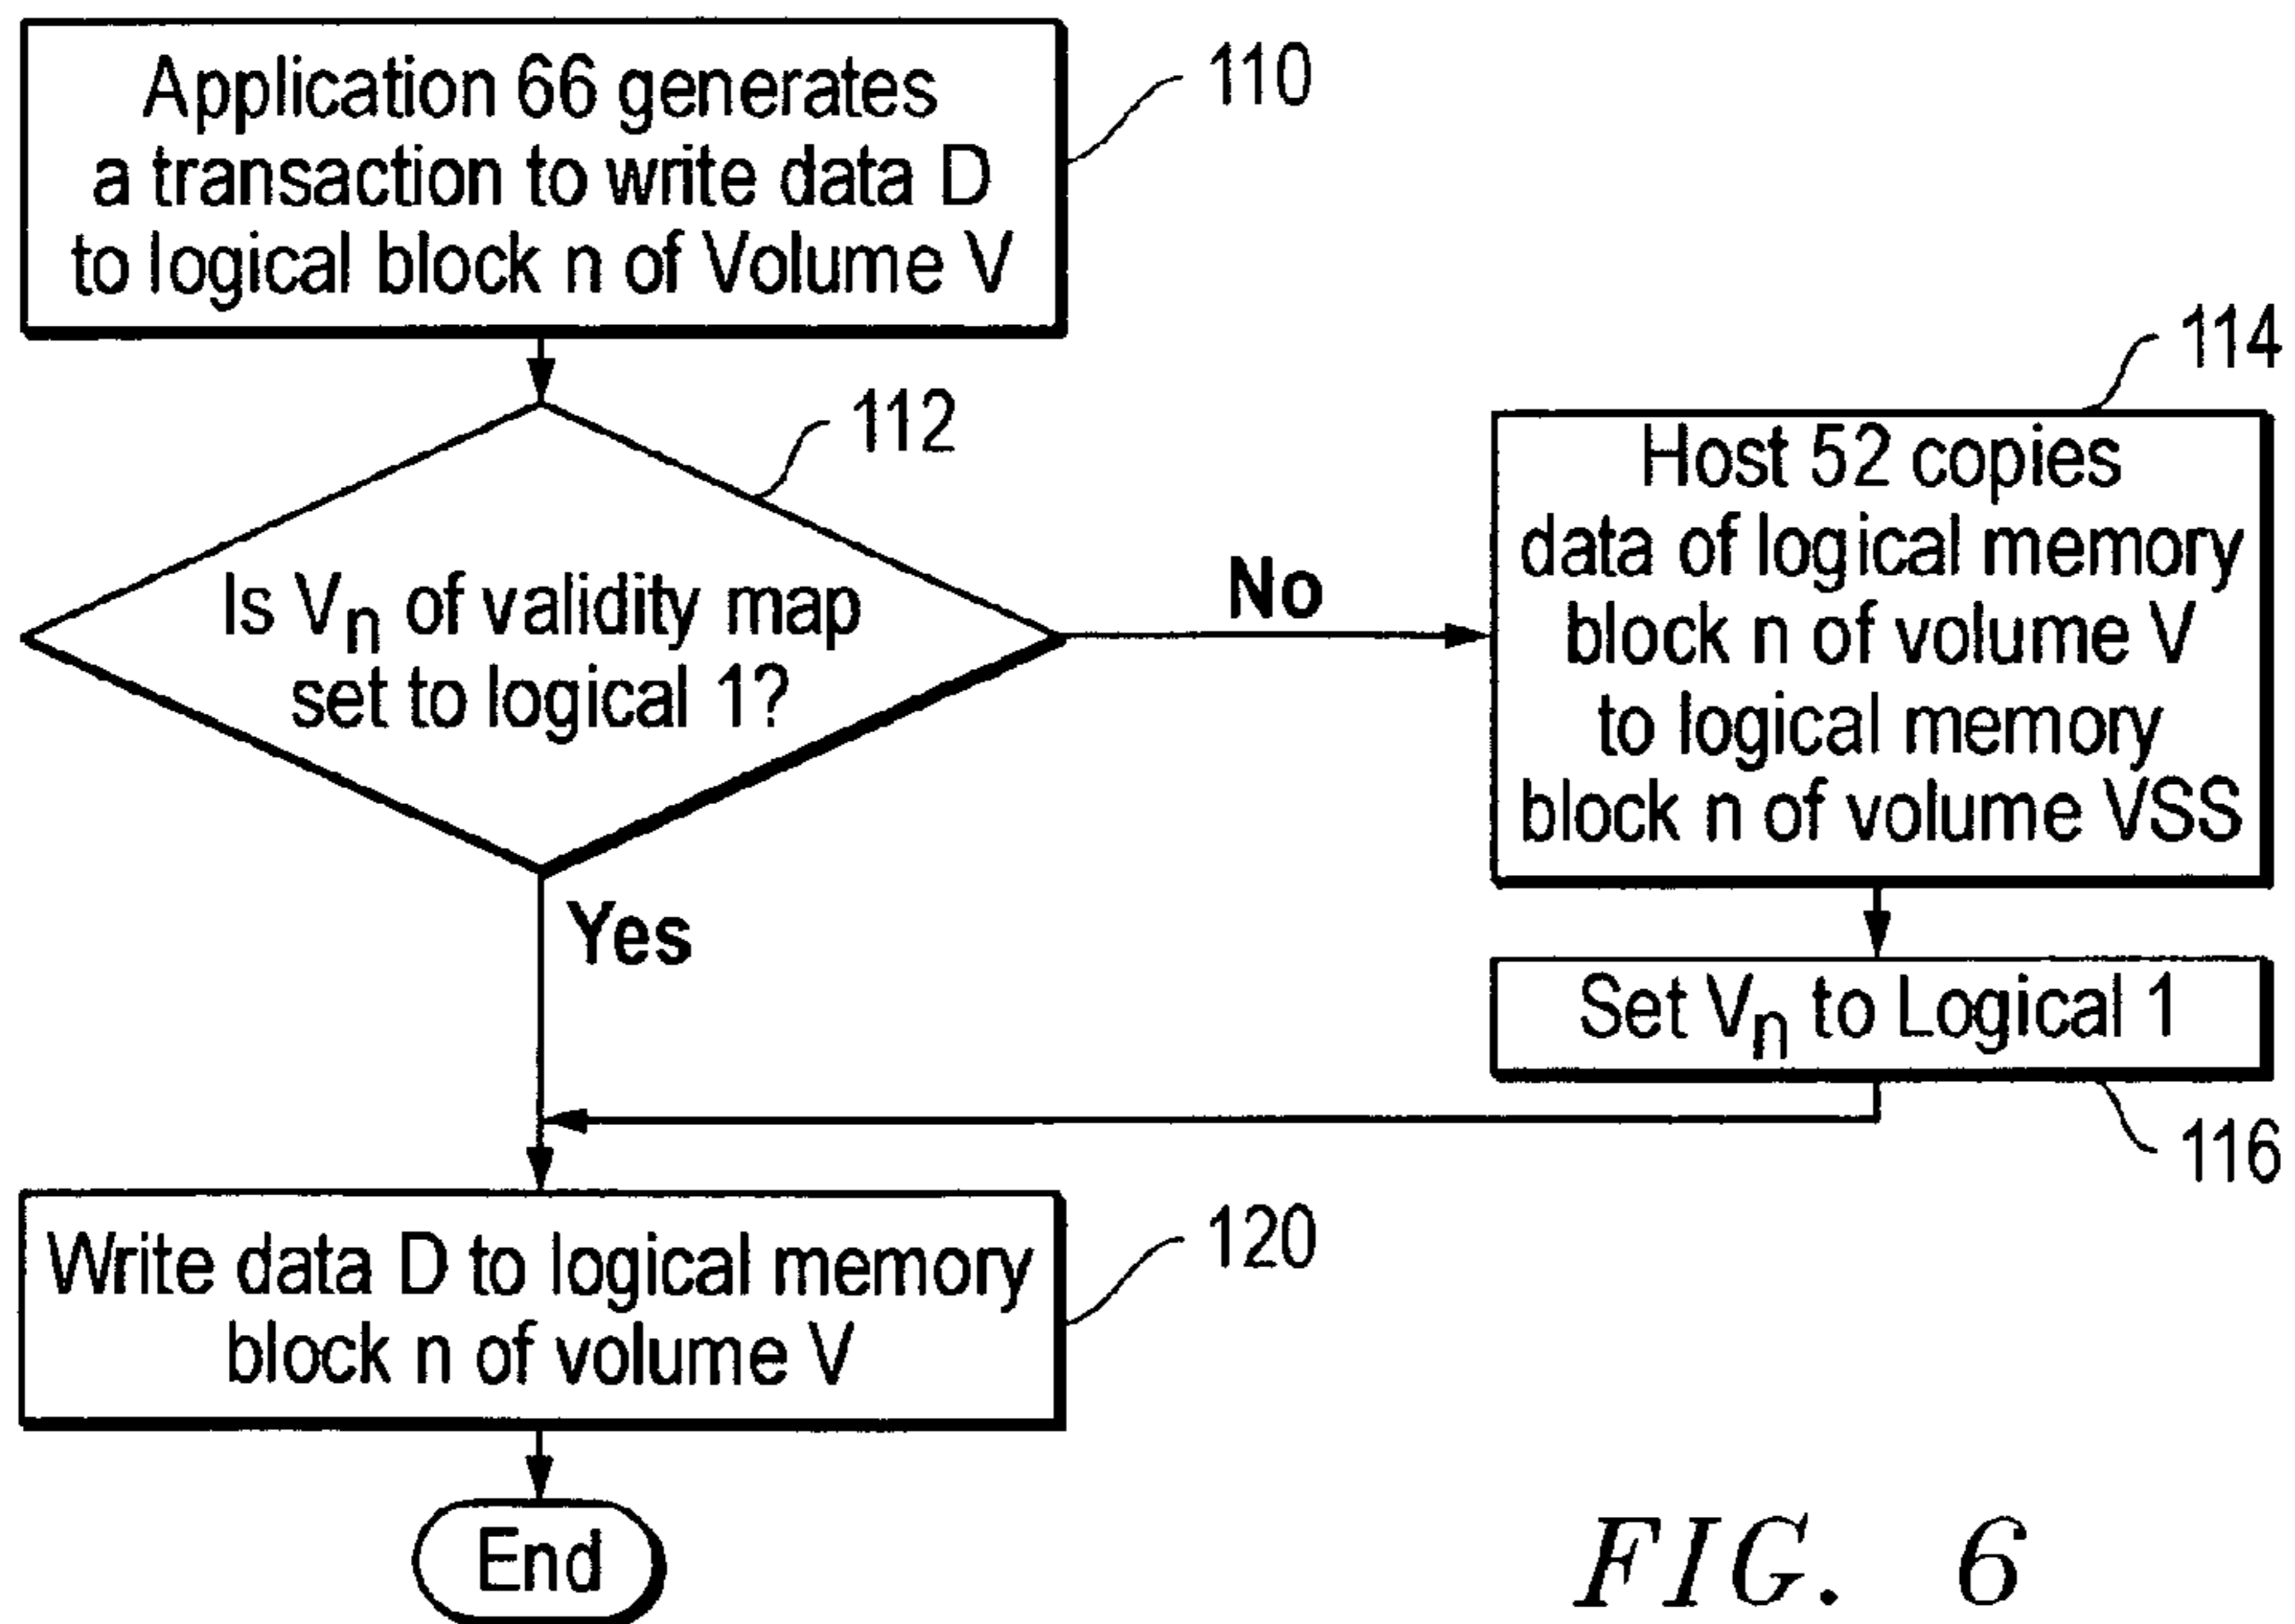 Application 66 generates
a transaction to write data D
to logical block n of Volume V
110
112
Is Vn of validity map
set to logical 1?
No
Yes
114
Host 52 copies
data of logical memory
block n of volume V
to logical memory
block n of volume VSS
Set Vn to Logical 1
116
Write data D to logical memory
block n of volume V
120
End
FIG. 6